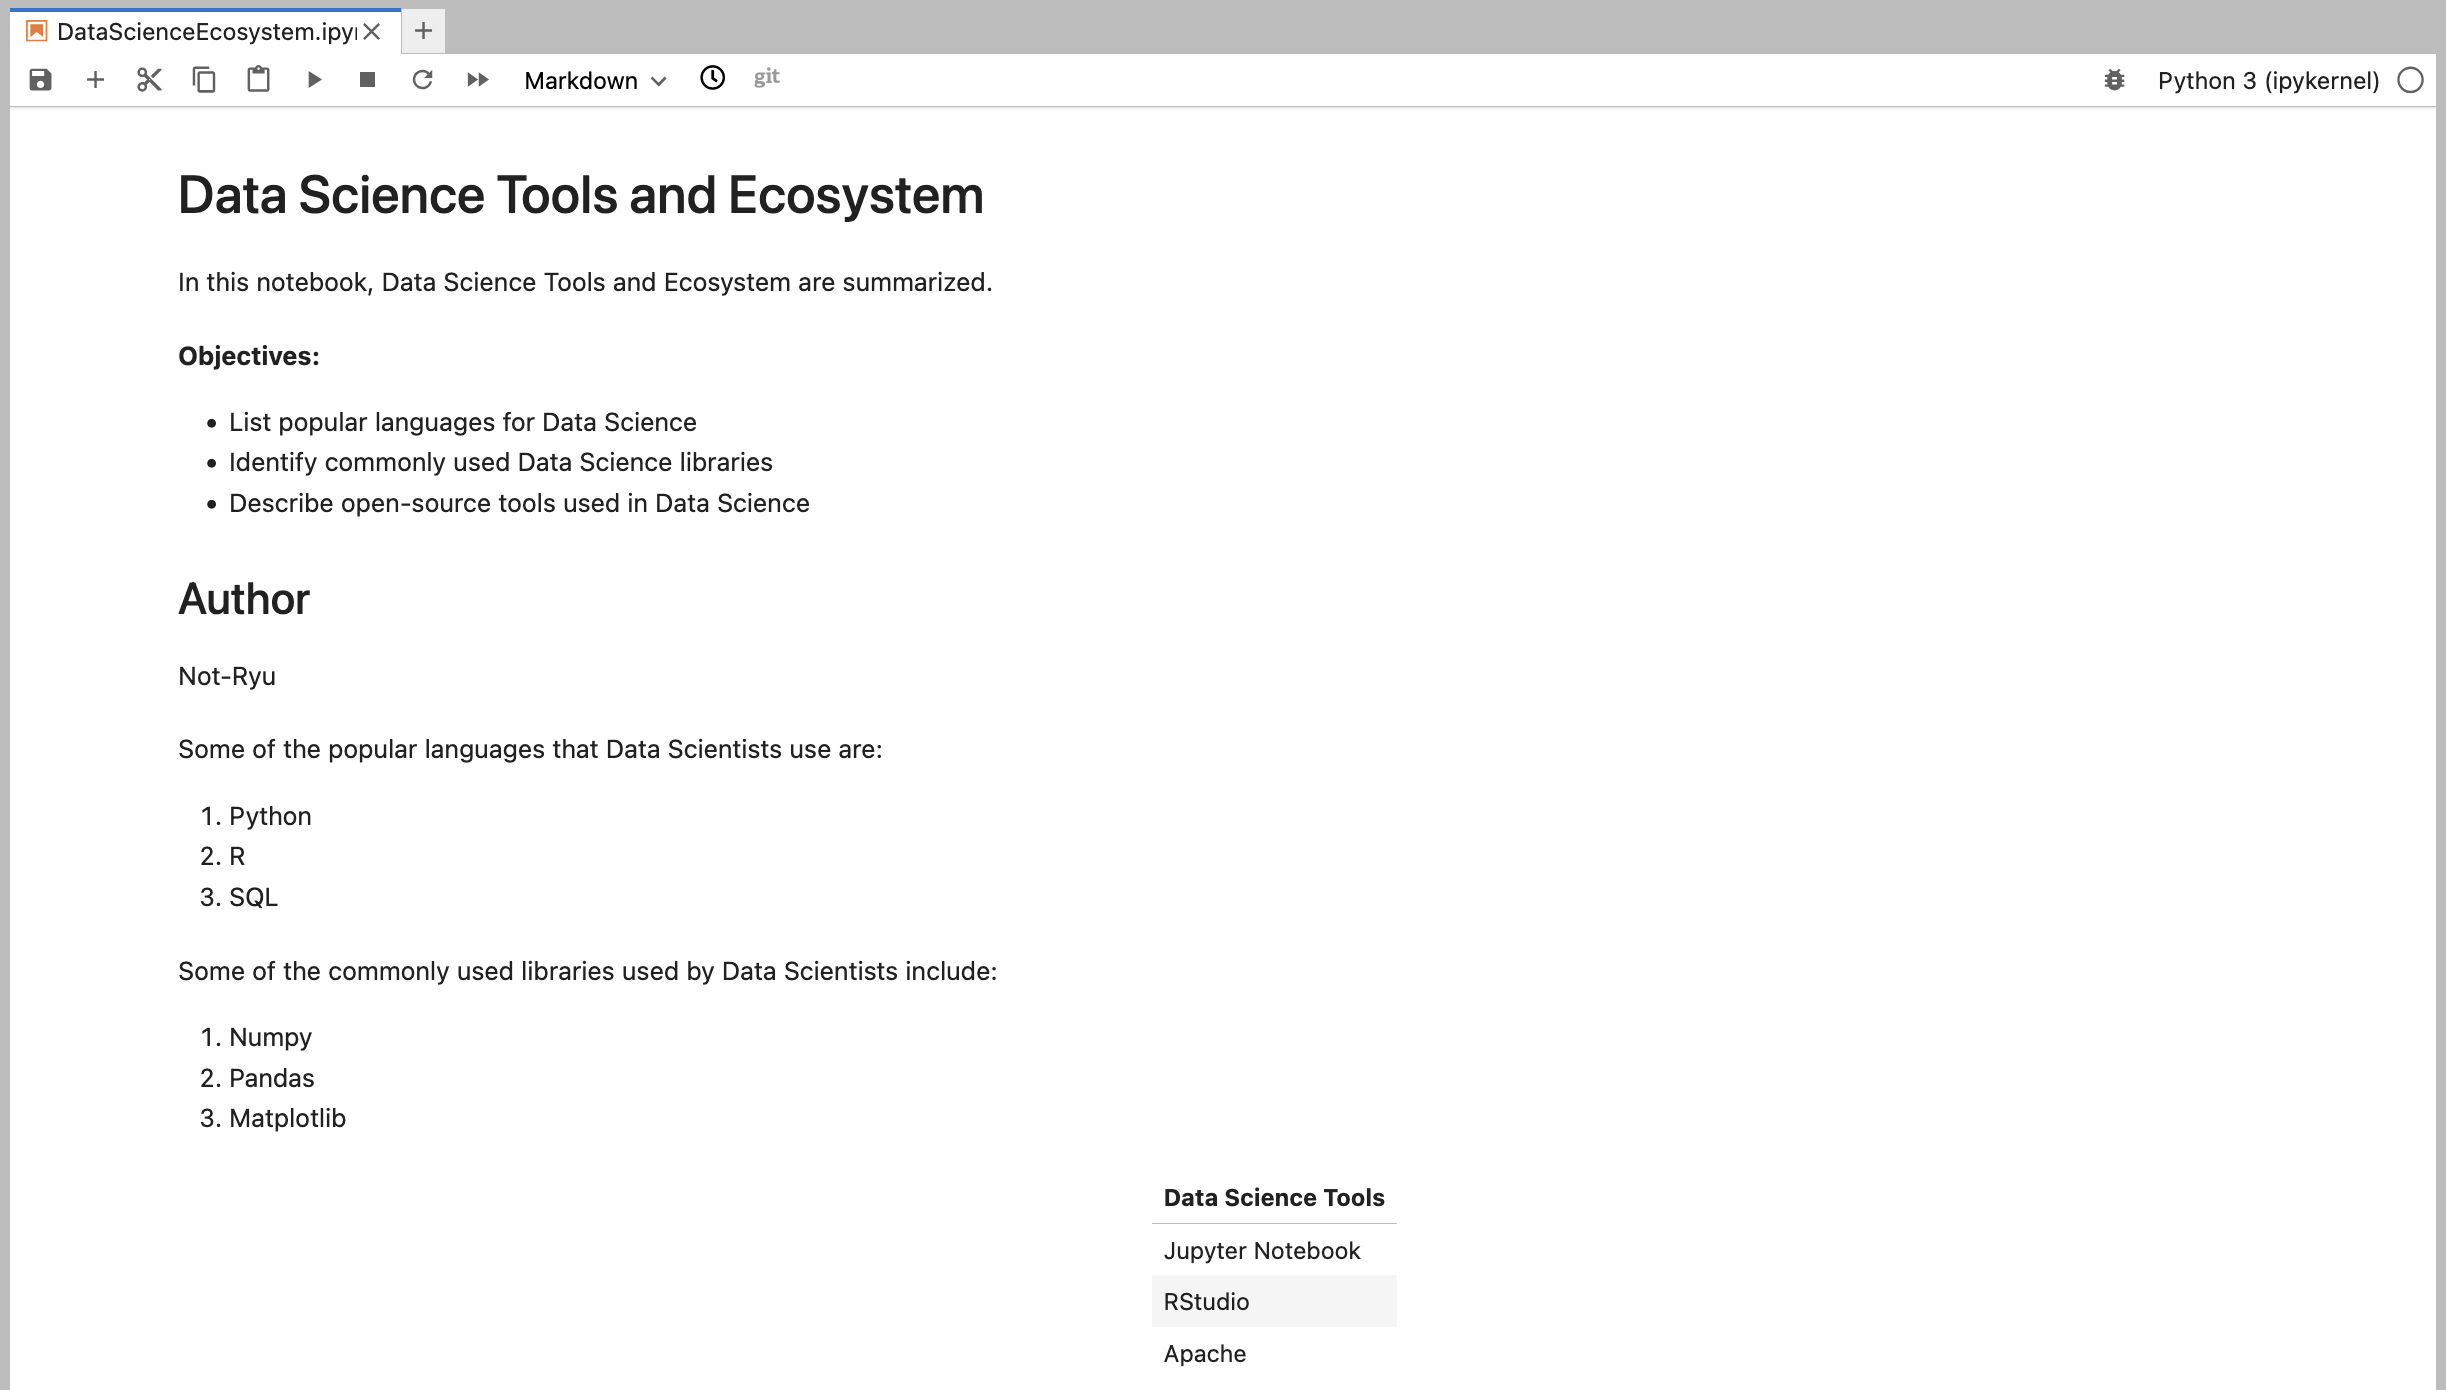 DataScienceEcosystem.ipy
Markdown
git
Python 3 (ipykernel)
Data Science Tools and Ecosystem
In this notebook, Data Science Tools and Ecosystem are summarized.
Objectives:
• List popular languages for Data Science
• Identify commonly used Data Science libraries
• Describe open-source tools used in Data Science
Author
Not-Ryu
Some of the popular languages that Data Scientists use are:
1. Python
2. R
3. SQL
Some of the commonly used libraries used by Data Scientists include:
1. Numpy
2. Pandas
3. Matplotlib
Data Science Tools
Jupyter Notebook
RStudio
Apache